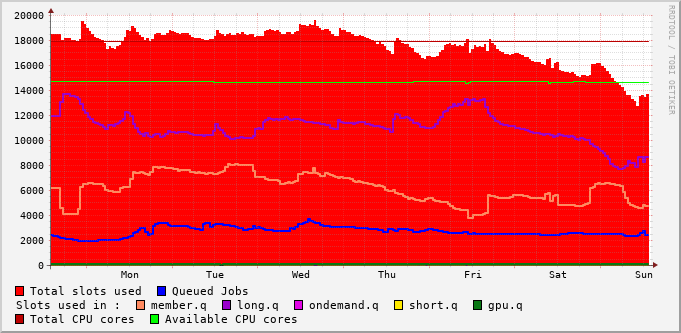 20000
18000
16000
14000
12000
10000
8000
6000
4000
2000
0
Mon Tue Wed Thu Fri Sat Sun
Total slots used Queued Jobs
Slots used in : member.q long.q ondemand.q short.q gpu.q
Total CPU cores Available CPU cores
RRDTOOL / TOBI OETIKER